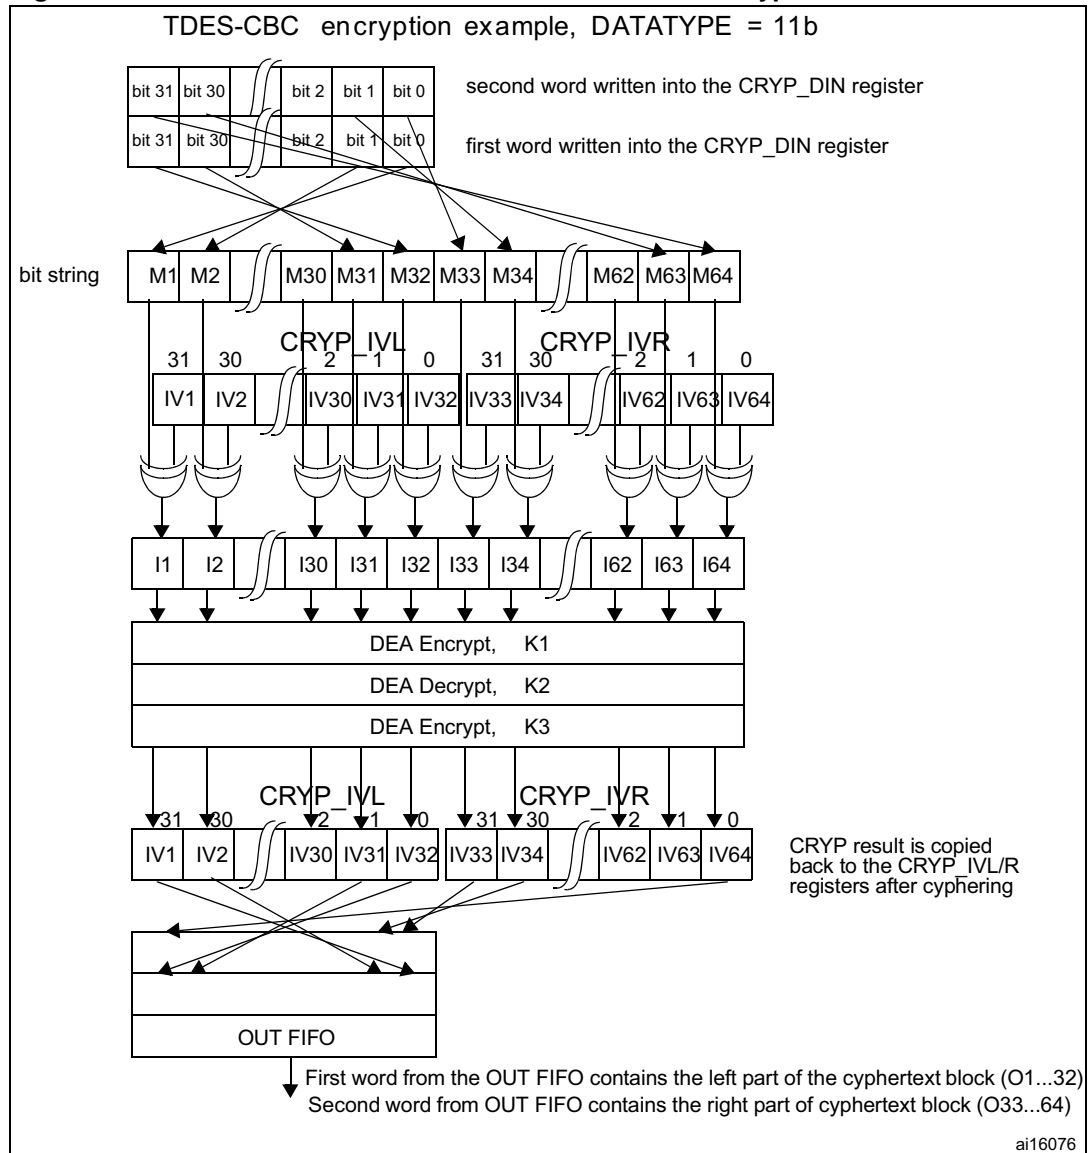 TDES-CBC encryption example, DATATYPE = 11b
bit 31 bit 30 bit 2 bit 1 bit 0
second word written into the CRYP_DIN register
bit 31 bit 30 bit 2 bit 1 bit 0
first word written into the CRYP_DIN register
bit string
M1 M2 M30 M31 M32 M33 M34 M62 M63 M64
CRYP_IVL CRYP_IVR
31 30 2 1 0 31 30 2 1 0
IV1 IV2 IV30 IV31 IV32 IV33 IV34 IV62 IV63 IV64
I1 I2 I30 I31 I32 I33 I34 I62 I63 I64
DEA Encrypt, K1
DEA Decrypt, K2
DEA Encrypt, K3
CRYP_IVL CRYP_IVR
31 30 2 1 0 31 30 2 1 0
IV1 IV2 IV30 IV31 IV32 IV33 IV34 IV62 IV63 IV64
CRYP result is copied
back to the CRYP_IVL/R
registers after cyphering
OUT FIFO
First word from the OUT FIFO contains the left part of the cyphertext block (O1...32)
Second word from OUT FIFO contains the right part of cyphertext block (O33...64)
ai16076